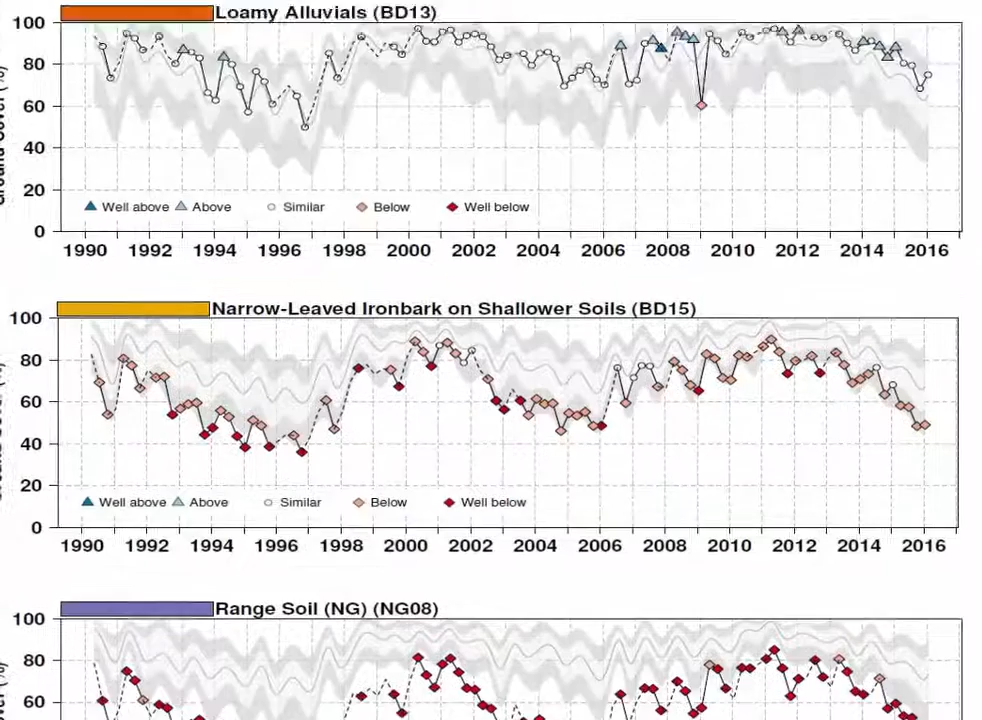 Loamy Alluvials (BD13)
100
80
60
40
20
0
Well above Above Similar Below Well below
1990 1992 1994 1996 1998 2000 2002 2004 2006 2008 2010 2012 2014 2016
Narrow-Leaved Ironbark on Shallower Soils (BD15)
100
80
60
40
20
0
Well above Above Similar Below Well below
1990 1992 1994 1996 1998 2000 2002 2004 2006 2008 2010 2012 2014 2016
Range Soil (NG) (NG08)
100
80
60